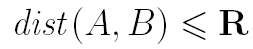 dist(A, B) ⩽ R